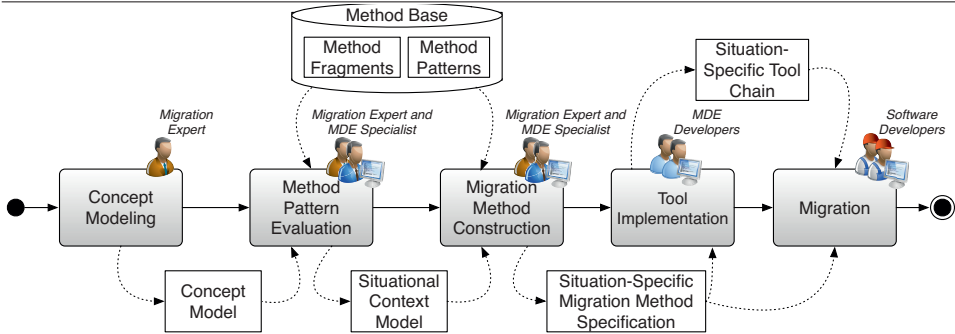 Method Base
Method
Fragments
Method
Patterns
Situation-
Specific Tool
Chain
Migration
Expert
Migration Expert and
MDE Specialist
Migration Expert and
MDE Specialist
MDE
Developers
Software
Developers
Concept
Modeling
Method
Pattern
Evaluation
Migration
Method
Construction
Tool
Implementation
Migration
Concept
Model
Situational
Context
Model
Situation-Specific
Migration Method
Specification